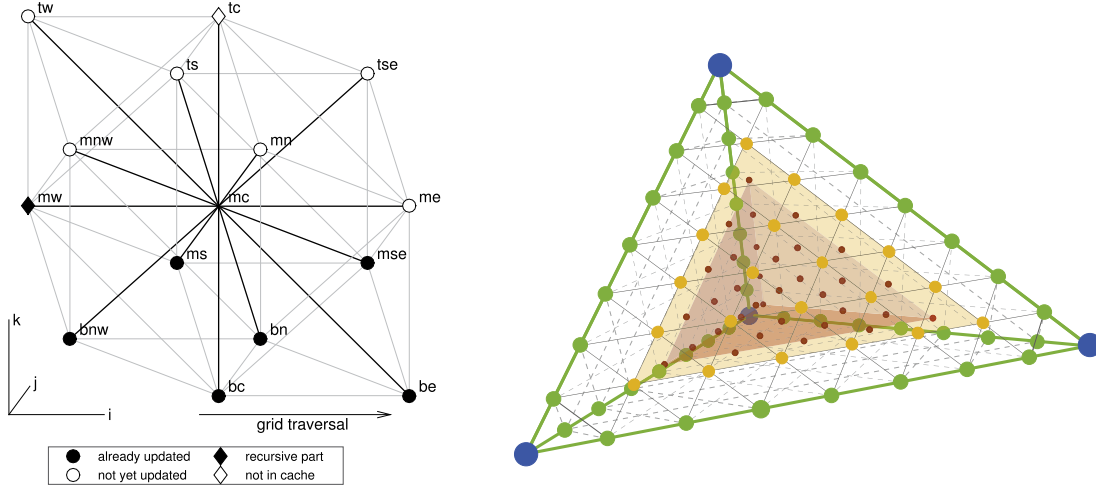 tw
tc
ts
tse
mnw
mn
mw
mc
me
ms
mse
bnw
bn
bc
be
k
j
i
grid traversal
already updated
recursive part
not yet updated
not in cache